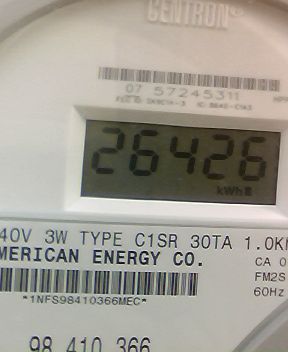 CENTRON®
07 57245311
26426
kWh
40V 3W TYPE C1SR 30TA 1.0K
MERICAN ENERGY CO.
CA 0
FM2S
*1NFS98410366MEC*
60Hz
98 410 366